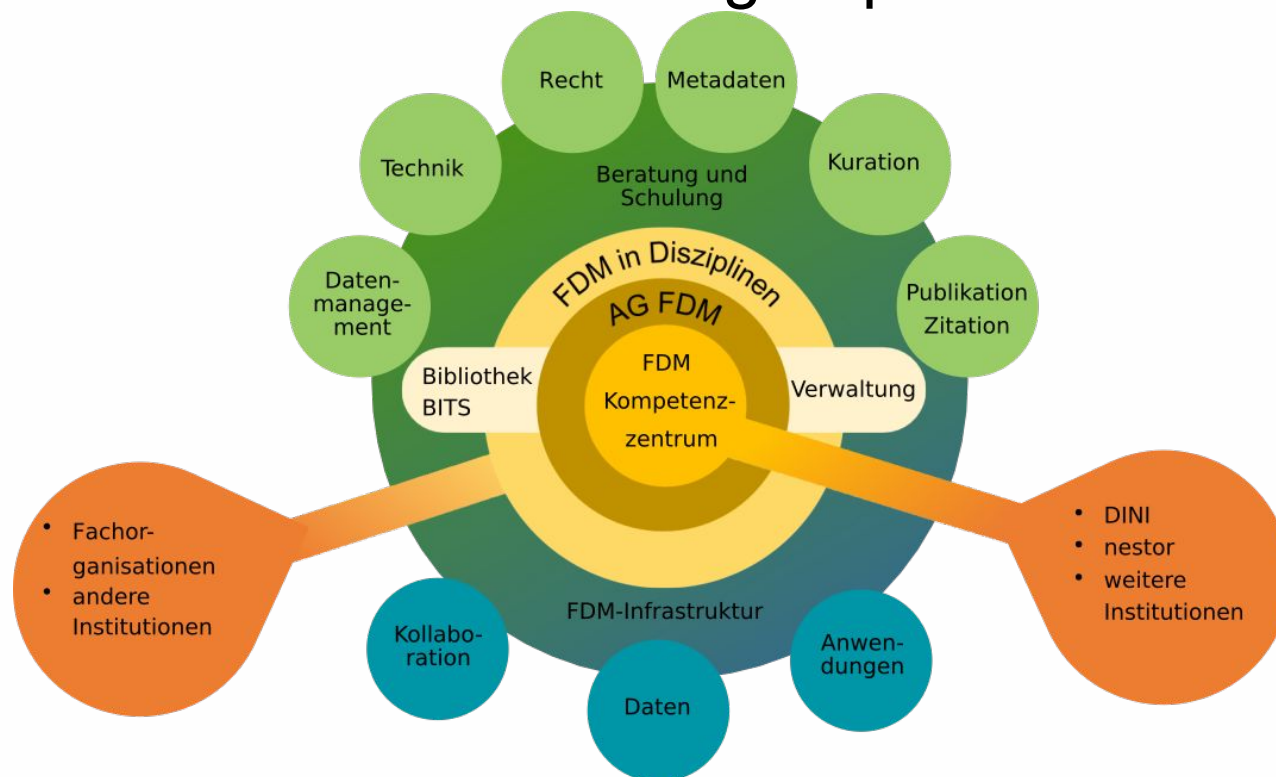 Recht
Metadaten
Technik
Kuration
Beratung und
Schulung
FDM in Disziplinen
Daten-
manage-
ment
Publikation
Zitation
AG FDM
Bibliothek
BITS
FDM
Kompetenz-
zentrum
Verwaltung
• Fachor-
ganisationen
• andere
Institutionen
• DINI
• nestor
• weitere
Institutionen
FDM-Infrastruktur
Kollabo-
ration
Daten
Anwen-
dungen